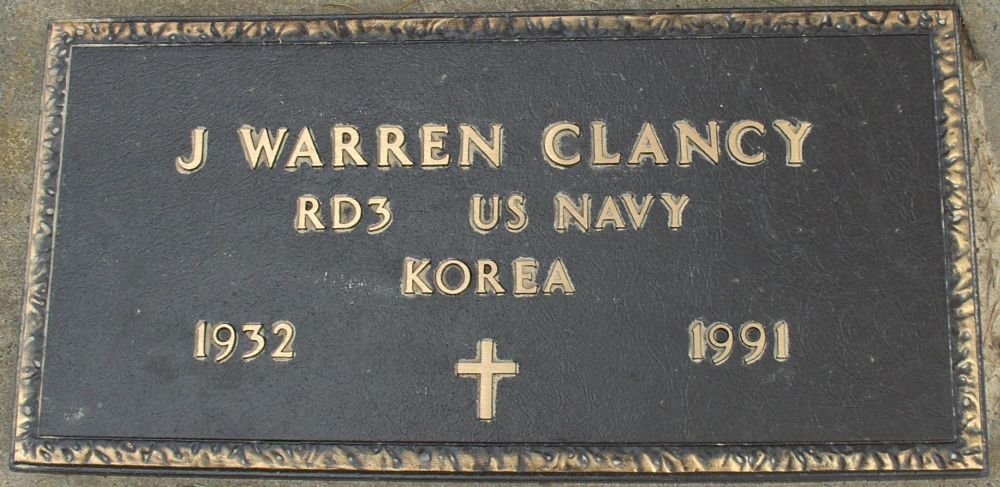 J WARREN CLANCY
RD3 US NAVY
KOREA
1932 1991